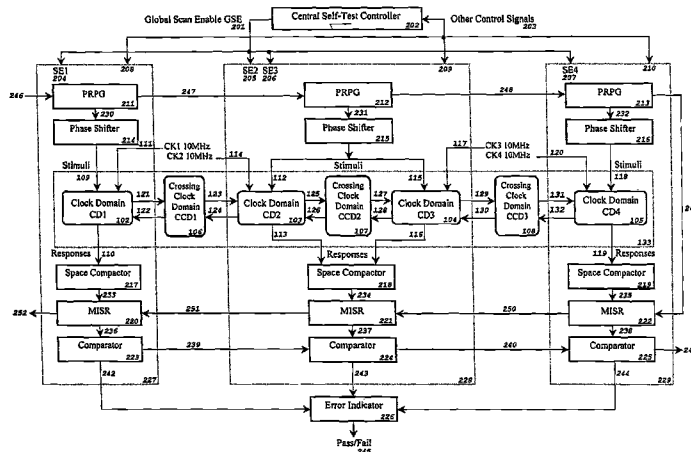 Global Scan Enable GSE
201
Central Self-Test Controller
202
Other Control Signals
203
SE1
204
208
SE2
205
SE3
206
209
SE4
207
210
246
PRPG
211
247
PRPG
212
248
PRPG
213
230
231
232
Phase Shifter
214
Phase Shifter
215
Phase Shifter
216
111
CK1 10MHz
CK2 10MHz
114
117
CK3 10MHz
CK4 10MHz
120
Stimuli
109
112
Stimuli
115
Stimuli
118
Clock Domain
CD1
102
121
122
Crossing
Clock
Domain
CCD1
106
123
124
Clock Domain
CD2
103
125
126
Crossing
Clock
Domain
CCD2
107
127
128
Clock Domain
CD3
104
129
130
Crossing
Clock
Domain
CCD3
108
131
132
Clock Domain
CD4
105
133
Responses
110
113
Responses
116
119
Responses
Space Compactor
217
Space Compactor
218
Space Compactor
219
233
234
235
252
MISR
220
251
MISR
221
250
MISR
222
236
237
238
Comparator
223
239
Comparator
224
240
Comparator
225
242
227
243
228
244
229
Error Indicator
226
Pass/Fail